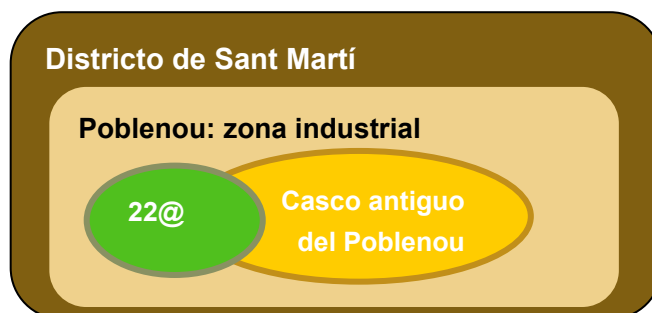 Districto de Sant Martí
Poblenou: zona industrial
22@
Casco antiguo
del Poblenou